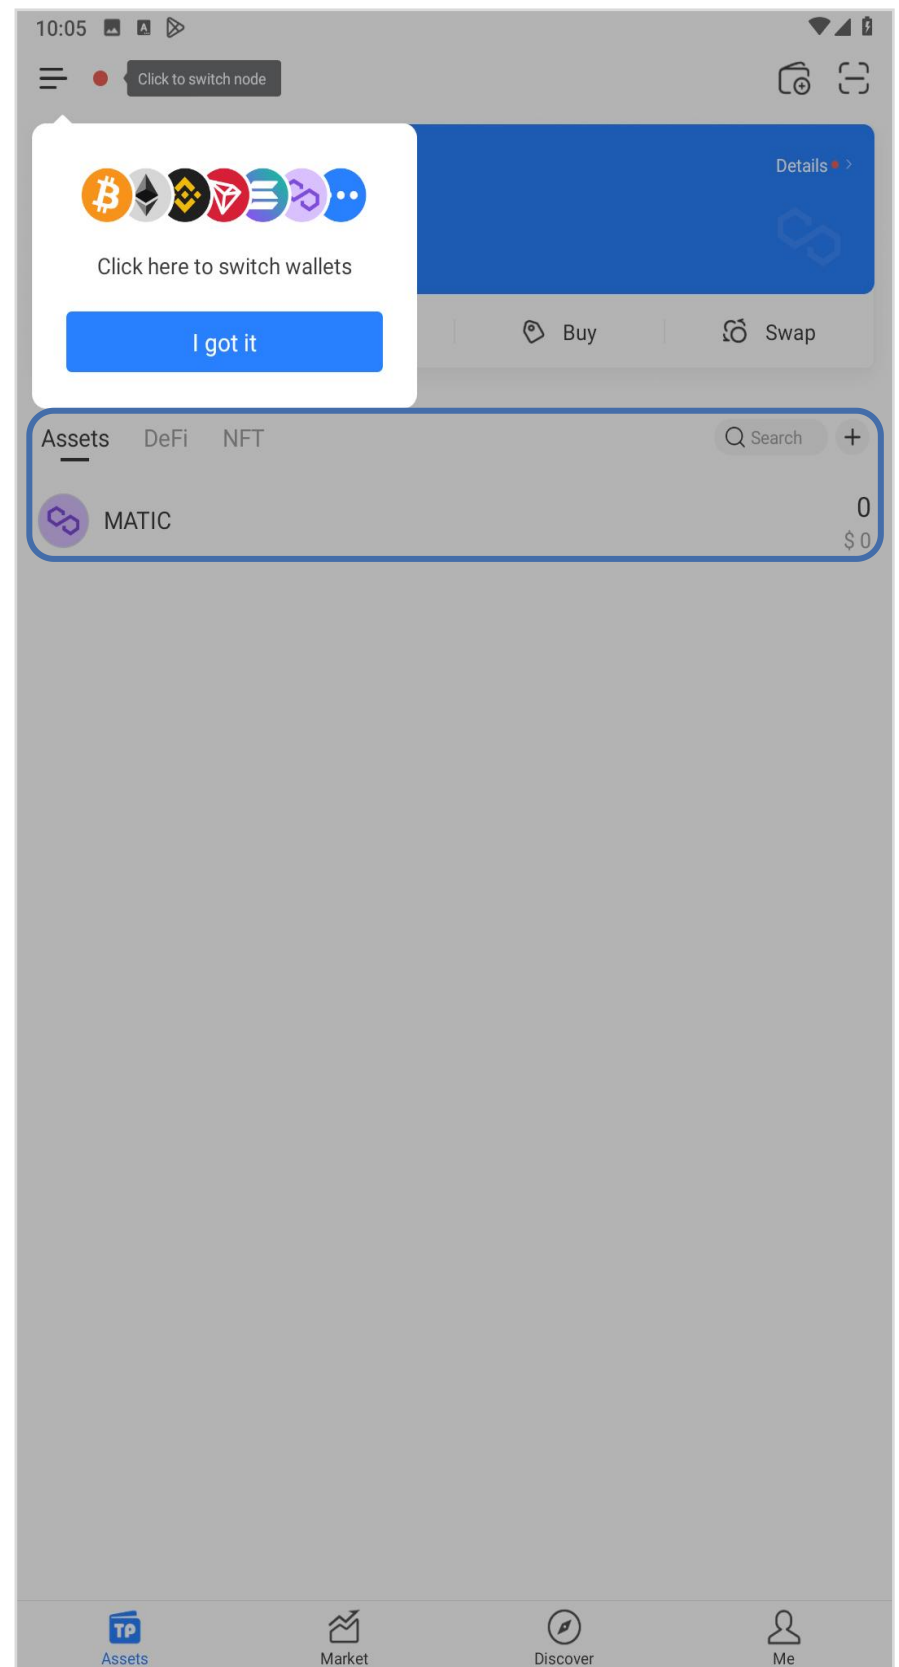 10:05
Click to switch node
Details
Click here to switch wallets
I got it
Buy
Swap
Assets DeFi NFT
Search
MATIC
0
$ 0
TP
Assets
Market
Discover
Me